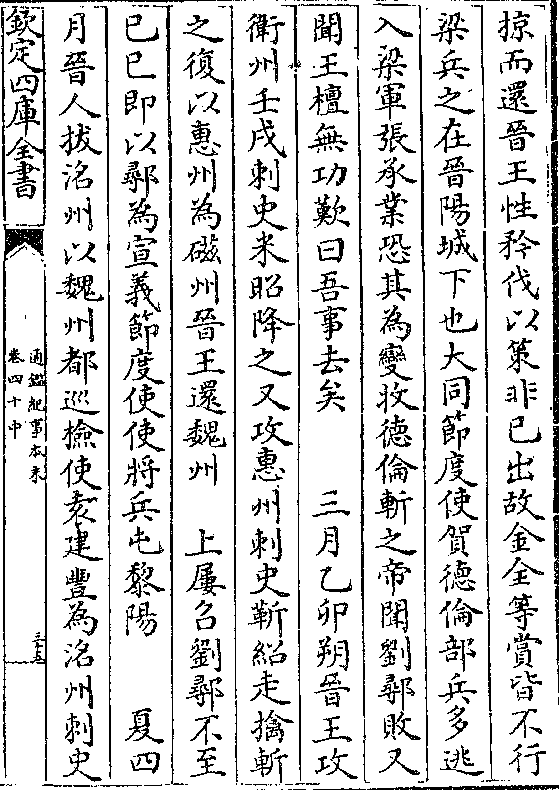 掠而還晉王性矜伐以策非已出故金全等賞皆不行
梁兵之在晉陽城下也大同節度使賀德倫部兵多逃
入梁軍張承業恐其為變收德倫斬之帝聞劉鄩敗又
聞王檀無功歎曰吾事去矣　三月乙卯朔晉王攻
衛州壬戌刺史米昭降之又攻惠州刺史靳紹走擒斬
之復以惠州為磁州晉王還魏州　上屢召劉鄩不至
已巳即以鄩為宣義節度使使將兵屯黎陽　夏四
月晉人拔洺州以魏州都巡檢使袁建豐為洺州刺史
欽定四庫全書
通鑑紀事本末
卷四十中
三十五